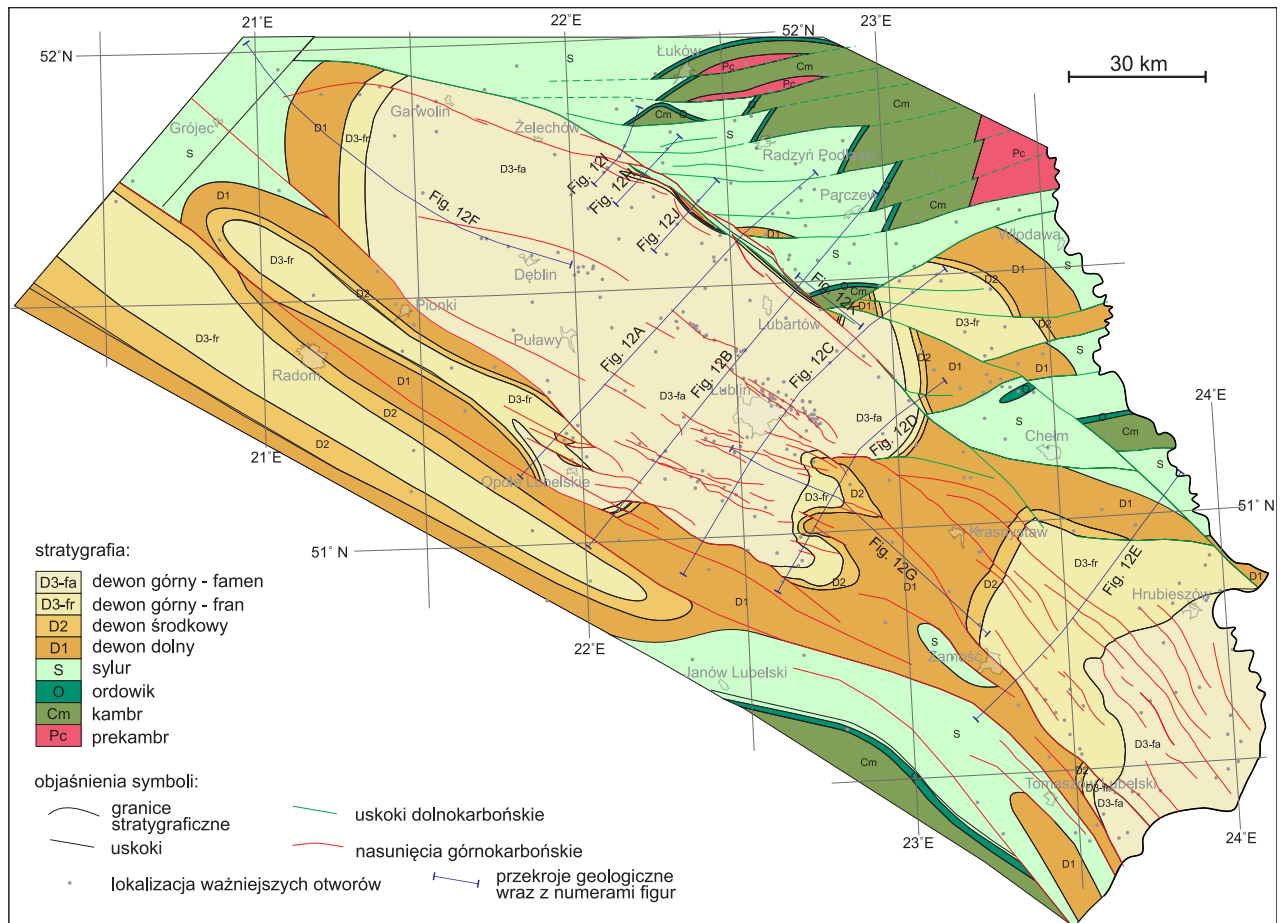 21˚E
22˚E
52˚N
23˚E
52˚N
30 km
Łuków
S
Pc
Cm
Pc
Cm
Cm
Garwolin
Żelechów
Grójec
D1
D3-fr
D3-fa
S
S
Radzyń Podlaski
Pc
Fig. 12I
Fig. 12H
Fig. 12J
Parczew
Cm
D1
Fig. 12F
D1
S
Włodawa
S
D3-fr
Dęblin
Fig. 12K
Cm
D1
D1
D2
D2
Pionki
Lubartów
D3-fr
D2
D3-fr
Puławy
Fig. 12A
Fig. 12B
Fig. 12C
D2
D1
D1
S
Radom
D1
Lublin
O
24˚E
D3-fr
D3-fa
D3-fa
Fig. 12D
O
Cm
D2
Chełm
S
D2
21˚E
Opole Lubelskie
D3-fr
D2
D1
51˚N
51˚ N
Krasnystaw
D3-fr
Fig. 12E
D2
Fig. 12G
D2
D1
D1
D1
Hrubieszów
22˚E
S
Zamość
Janów Lubelski
S
D3-fa
Cm
D2
Tomaszów Lubelski
D3-fa
23˚E
24˚E
D1
stratygrafia:
D3-fa dewon górny - famen
D3-fr dewon górny - fran
D2 dewon środkowy
D1 dewon dolny
S sylur
O ordowik
Cm kambr
Pc prekambr
objaśnienia symboli:
granice
stratygraficzne
uskoki
lokalizacja ważniejszych otworów
uskoki dolnokarbońskie
nasunięcia górnokarbońskie
przekroje geologiczne
wraz z numerami figur